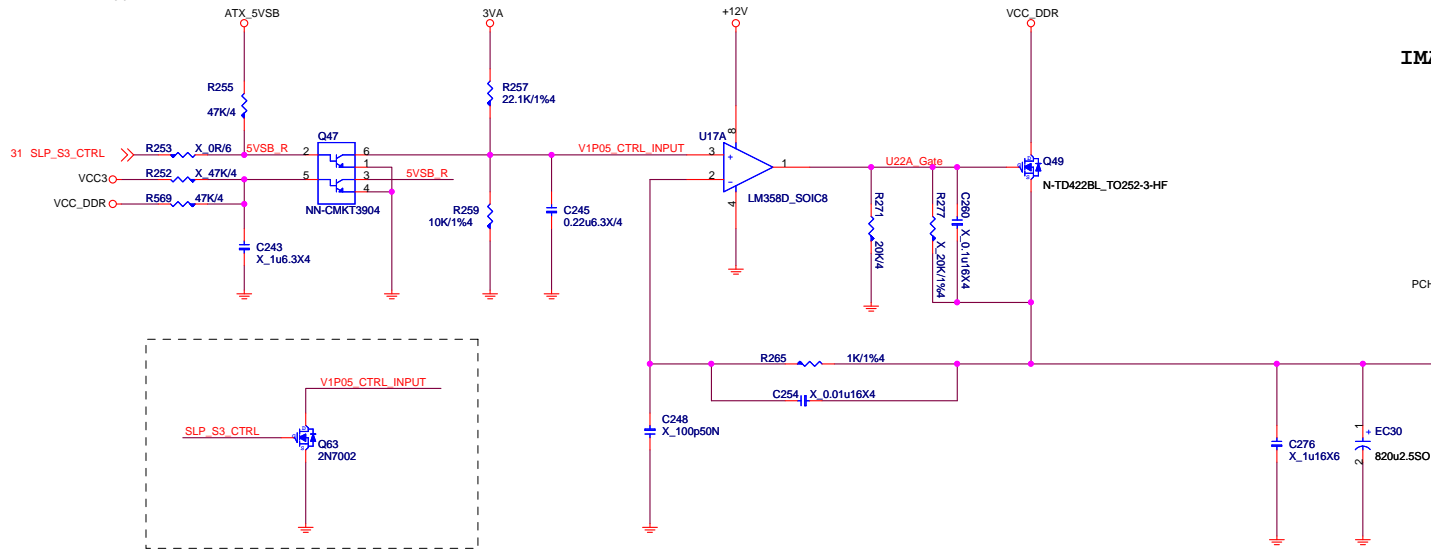 ATX_5VSB
3VA
+12V
VCC_DDR
IMA
R255
47K/4
R257
22.1K/1%4
31 SLP_S3_CTRL
R253
X_0R/6
5VSB_R
2
Q47
6
1
5
3
4
NN-CMKT3904
5VSB_R
VCC3
R252
X_47K/4
VCC_DDR
R569
47K/4
C243
X_1u6.3X4
R259
10K/1%4
C245
0.22u6.3X/4
V1P05_CTRL_INPUT
U17A
8
3
+
2
-
1
4
LM358D_SOIC8
U22A_Gate
R271
20K/4
R277
X_20K/1%4
C260
X_0.1u16X4
Q49
N-TD422BL_TO252-3-HF
PCH
R265
1K/1%4
C254
X_0.01u16X4
C248
X_100p50N
V1P05_CTRL_INPUT
SLP_S3_CTRL
Q63
2N7002
C276
X_1u16X6
1
+
EC30
2
820u2.5SO